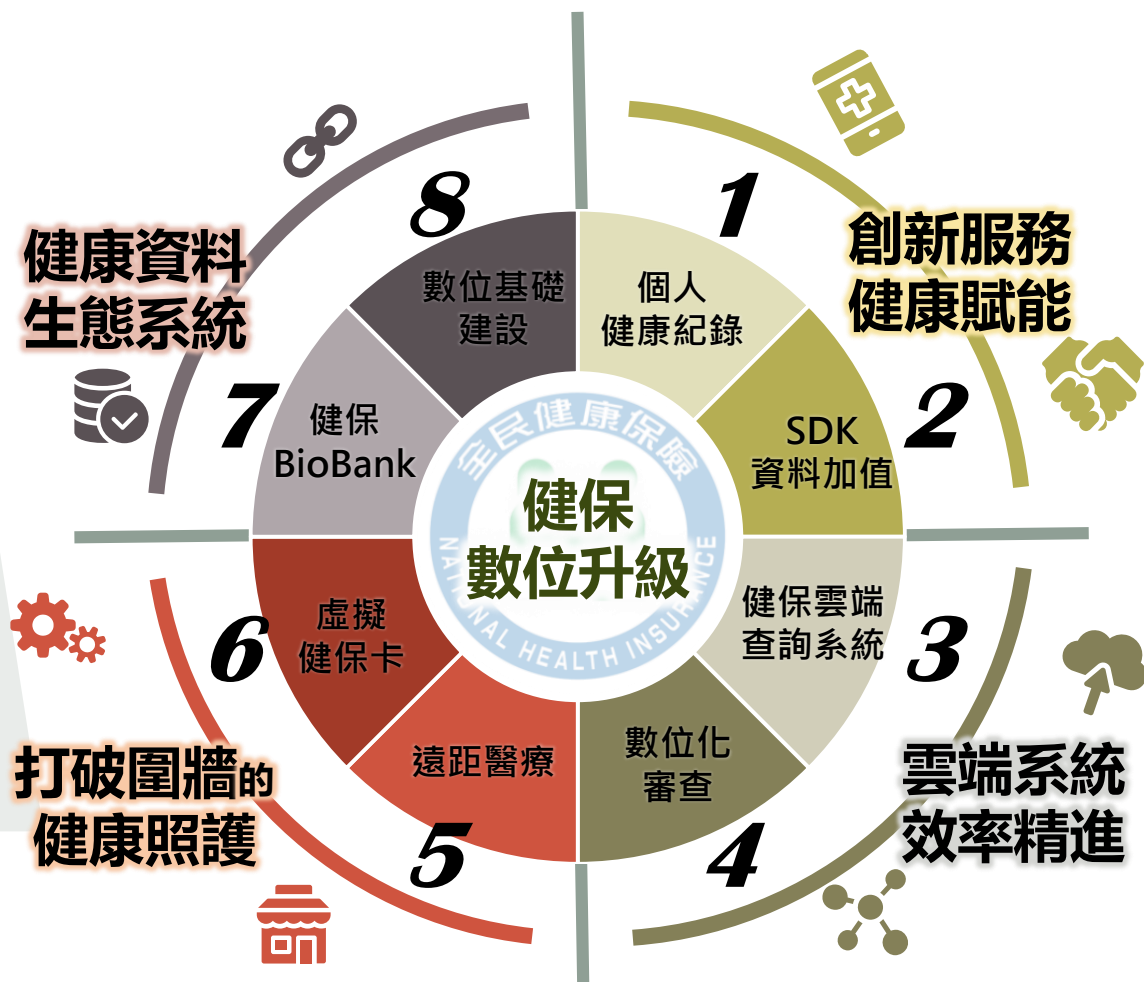 健保
數位升級
全民健康保險
NATIONAL HEALTH INSURANCE
創新服務
健康賦能
1
個人
健康紀錄
2
SDK
資料加值
雲端系統
效率精進
3
健保雲端
查詢系統
4
數位化
審查
打破圍牆的
健康照護
5
遠距醫療
6
虛擬
健保卡
健康資料
生態系統
7
健保
BioBank
8
數位基礎
建設